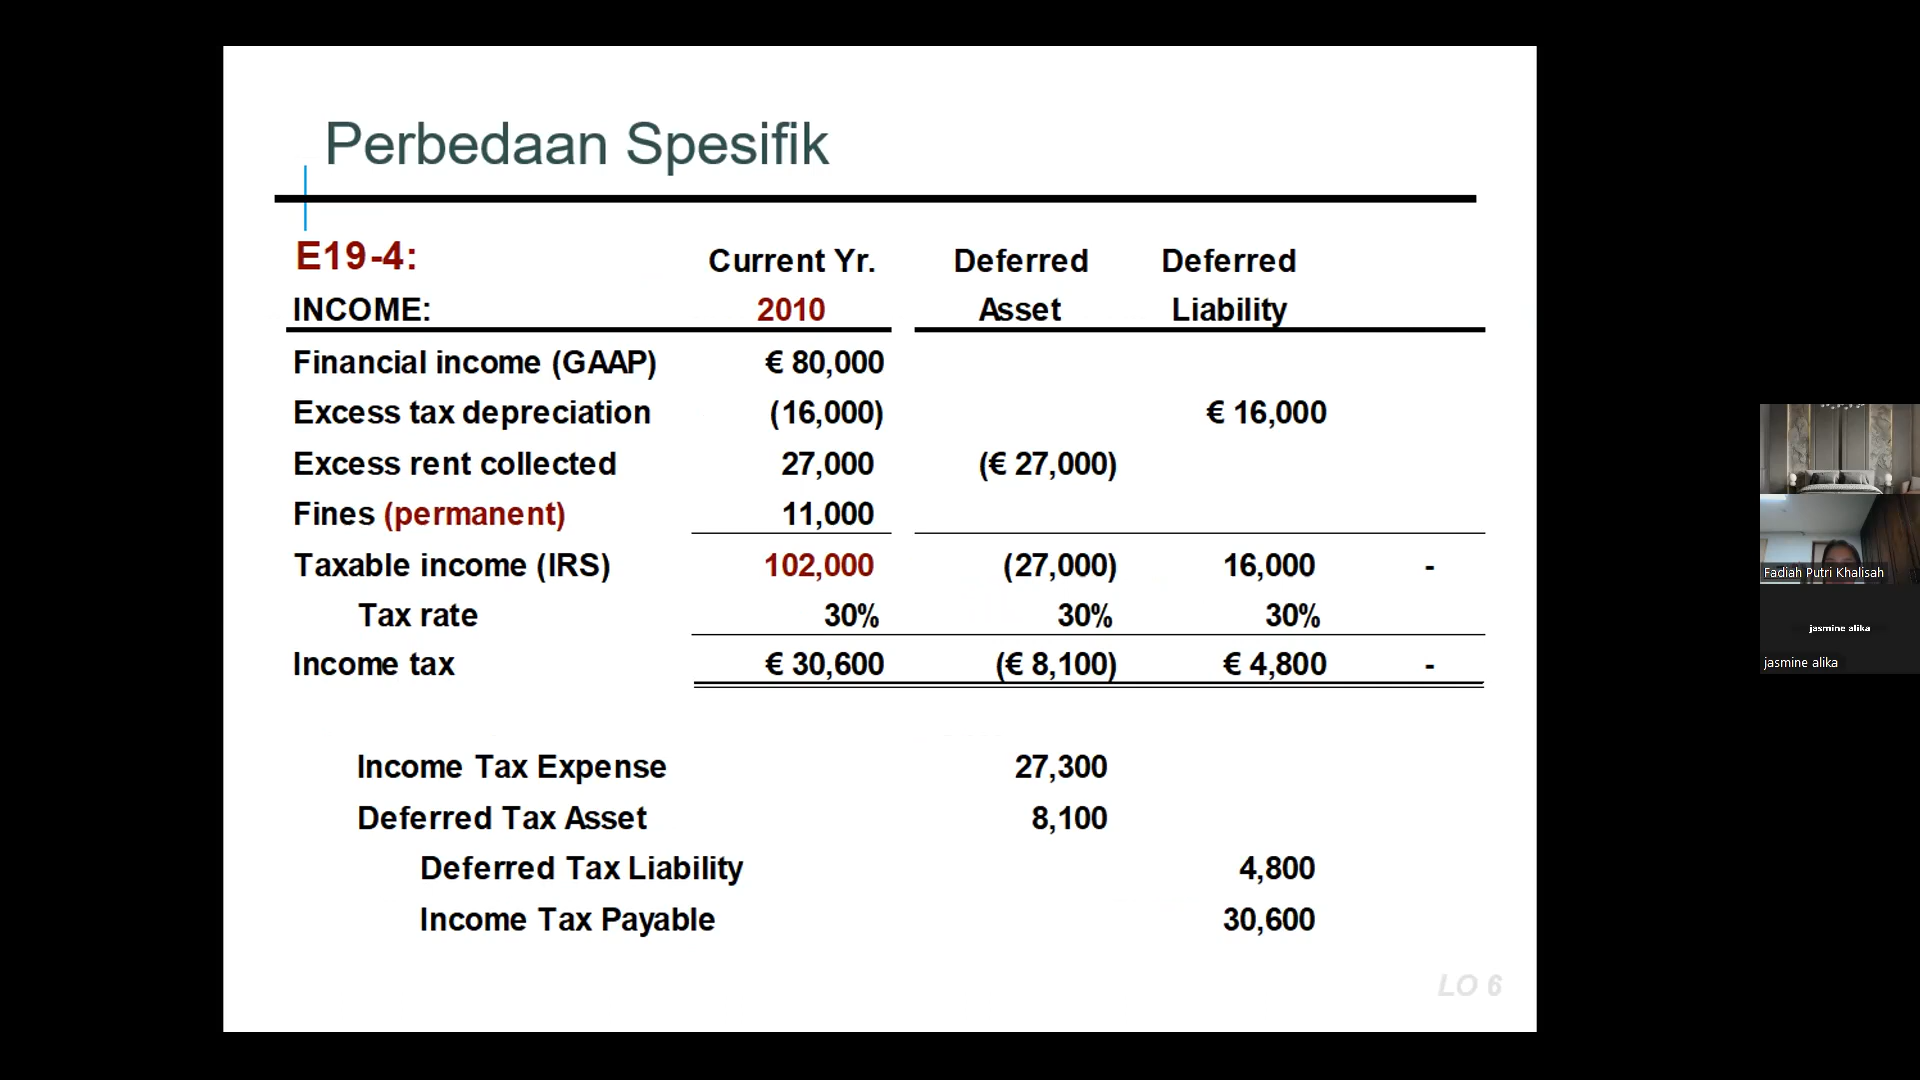 Perbedaan Spesifik
E19-4: Current Yr. Deferred Deferred
INCOME: 2010 Asset Liability
Financial income (GAAP) € 80,000
Excess tax depreciation (16,000) € 16,000
Excess rent collected 27,000 (€ 27,000)
Fines (permanent) 11,000
Taxable income (IRS) 102,000 (27,000) 16,000 -
Tax rate 30% 30% 30%
Income tax € 30,600 (€ 8,100) € 4,800 -
Income Tax Expense 27,300
Deferred Tax Asset 8,100
Deferred Tax Liability 4,800
Income Tax Payable 30,600
LO 6
Fadiah Putri Khalisah
jasmine alika
jasmine alika